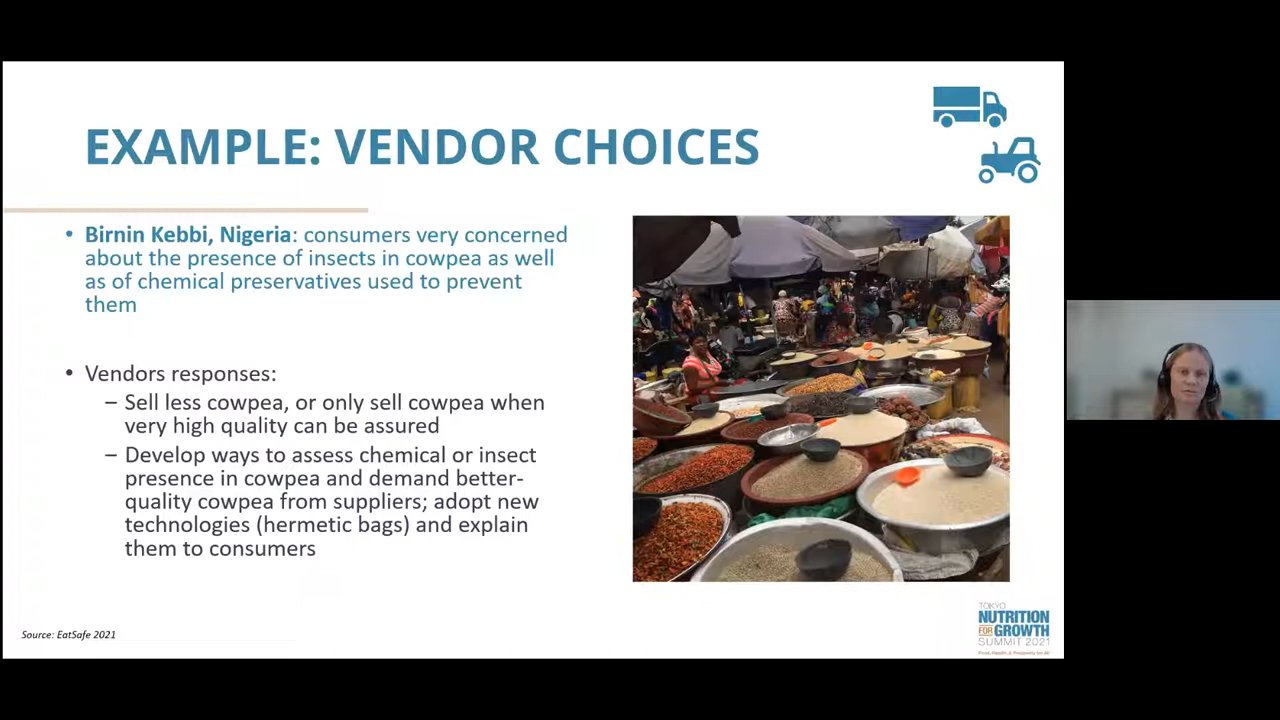 EXAMPLE: VENDOR CHOICES
• Birnin Kebbi, Nigeria: consumers very concerned
about the presence of insects in cowpea as well
as of chemical preservatives used to prevent
them
• Vendors responses:
– Sell less cowpea, or only sell cowpea when
very high quality can be assured
– Develop ways to assess chemical or insect
presence in cowpea and demand better-
quality cowpea from suppliers; adopt new
technologies (hermetic bags) and explain
them to consumers
Source: EatSafe 2021
TOKYO
NUTRITION
FOR GROWTH
SUMMIT 2021